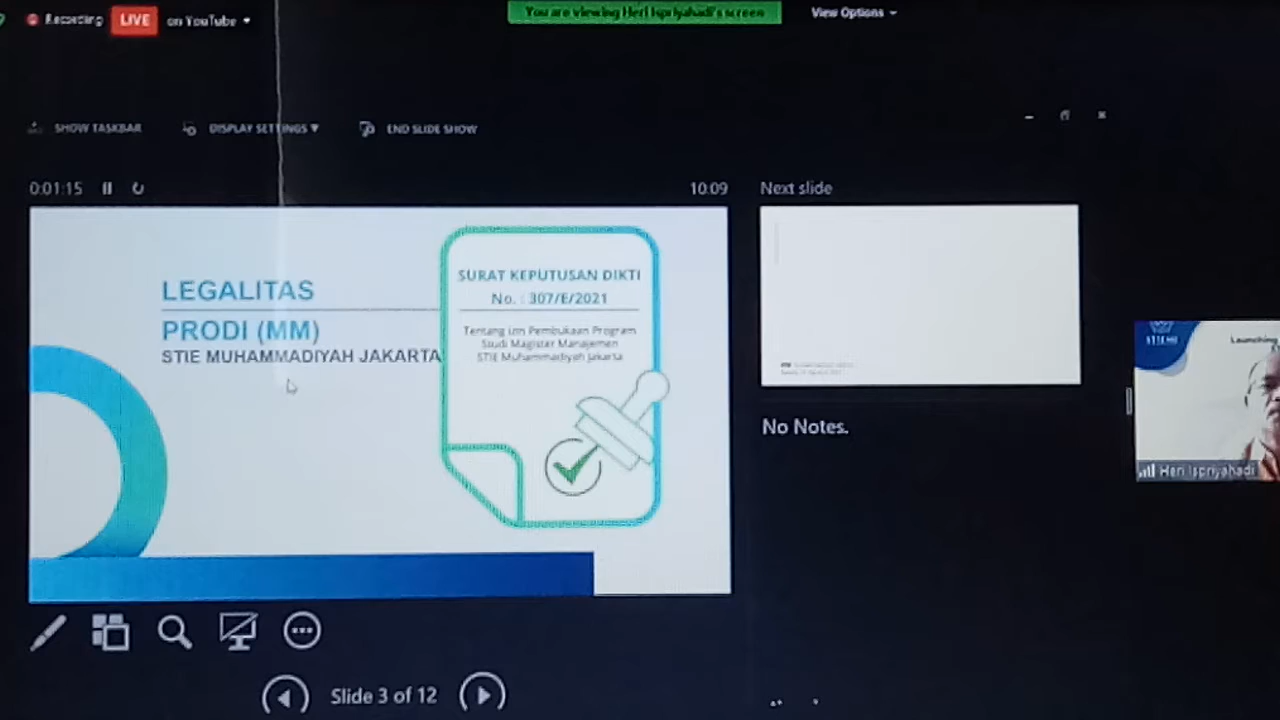 Recording
LIVE
on YouTube
You are viewing Heri Ispriyahadi's screen
View Options
SHOW TASKBAR
DISPLAY SETTINGS
END SLIDE SHOW
0:01:15
10:09
Next slide
LEGALITAS
PRODI (MM)
STIE MUHAMMADIYAH JAKARTA
SURAT KEPUTUSAN DIKTI
No. : 307/E/2021
Tentang izin Pembukaan Program
Studi Magister Manajemen
STIE Muhammadiyah Jakarta
No Notes.
Launching
Heri Ispriyahadi
Slide 3 of 12